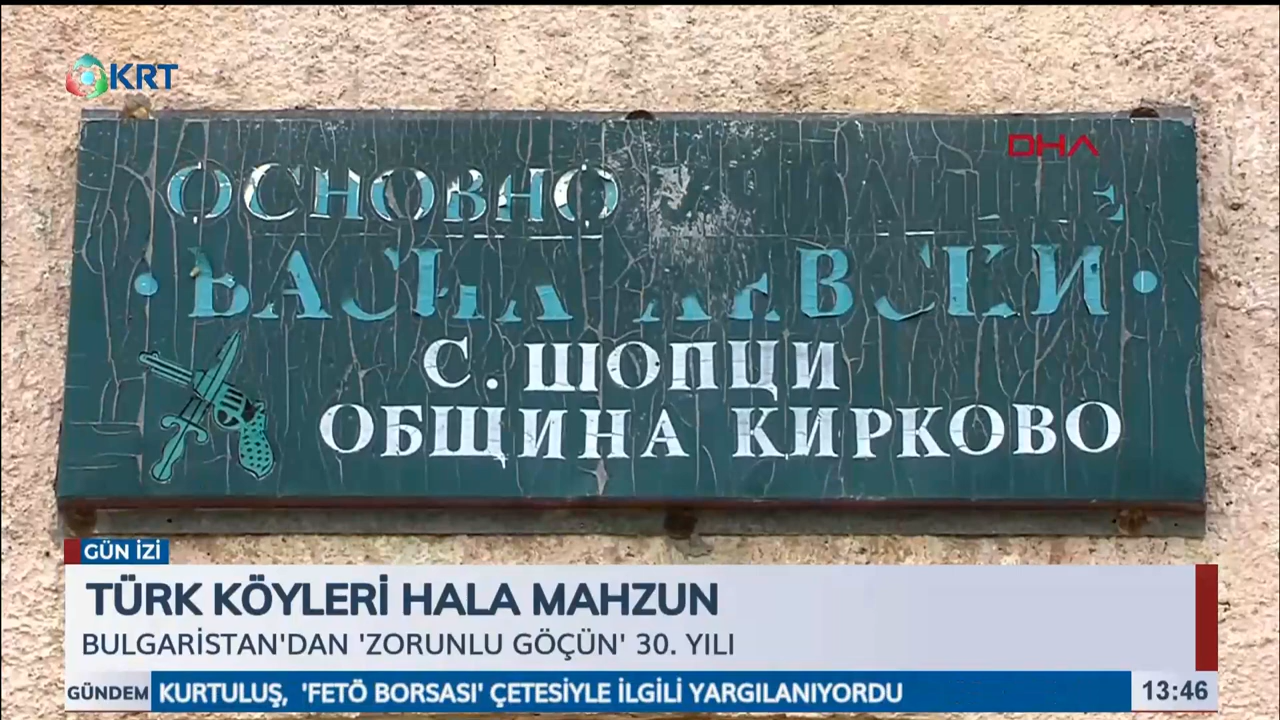 KRT
DHA
ОСНОВНО
С. ШОПЦИ
ОБЩИНА КИРКОВО
GÜN İZİ
TÜRK KÖYLERİ HALA MAHZUN
BULGARİSTAN'DAN 'ZORUNLU GÖÇÜN' 30. YILI
GÜNDEM KURTULUŞ, 'FETÖ BORSASI' ÇETESİYLE İLGİLİ YARGILANIYORDU 13:46